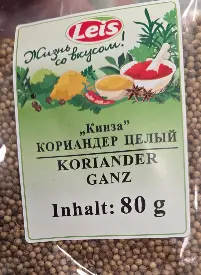 Leis
Жизнь
со вкусом!
„Кинза"
КОРИАНДЕР ЦЕЛЫЙ
KORIANDER
GANZ
Inhalt: 80 g